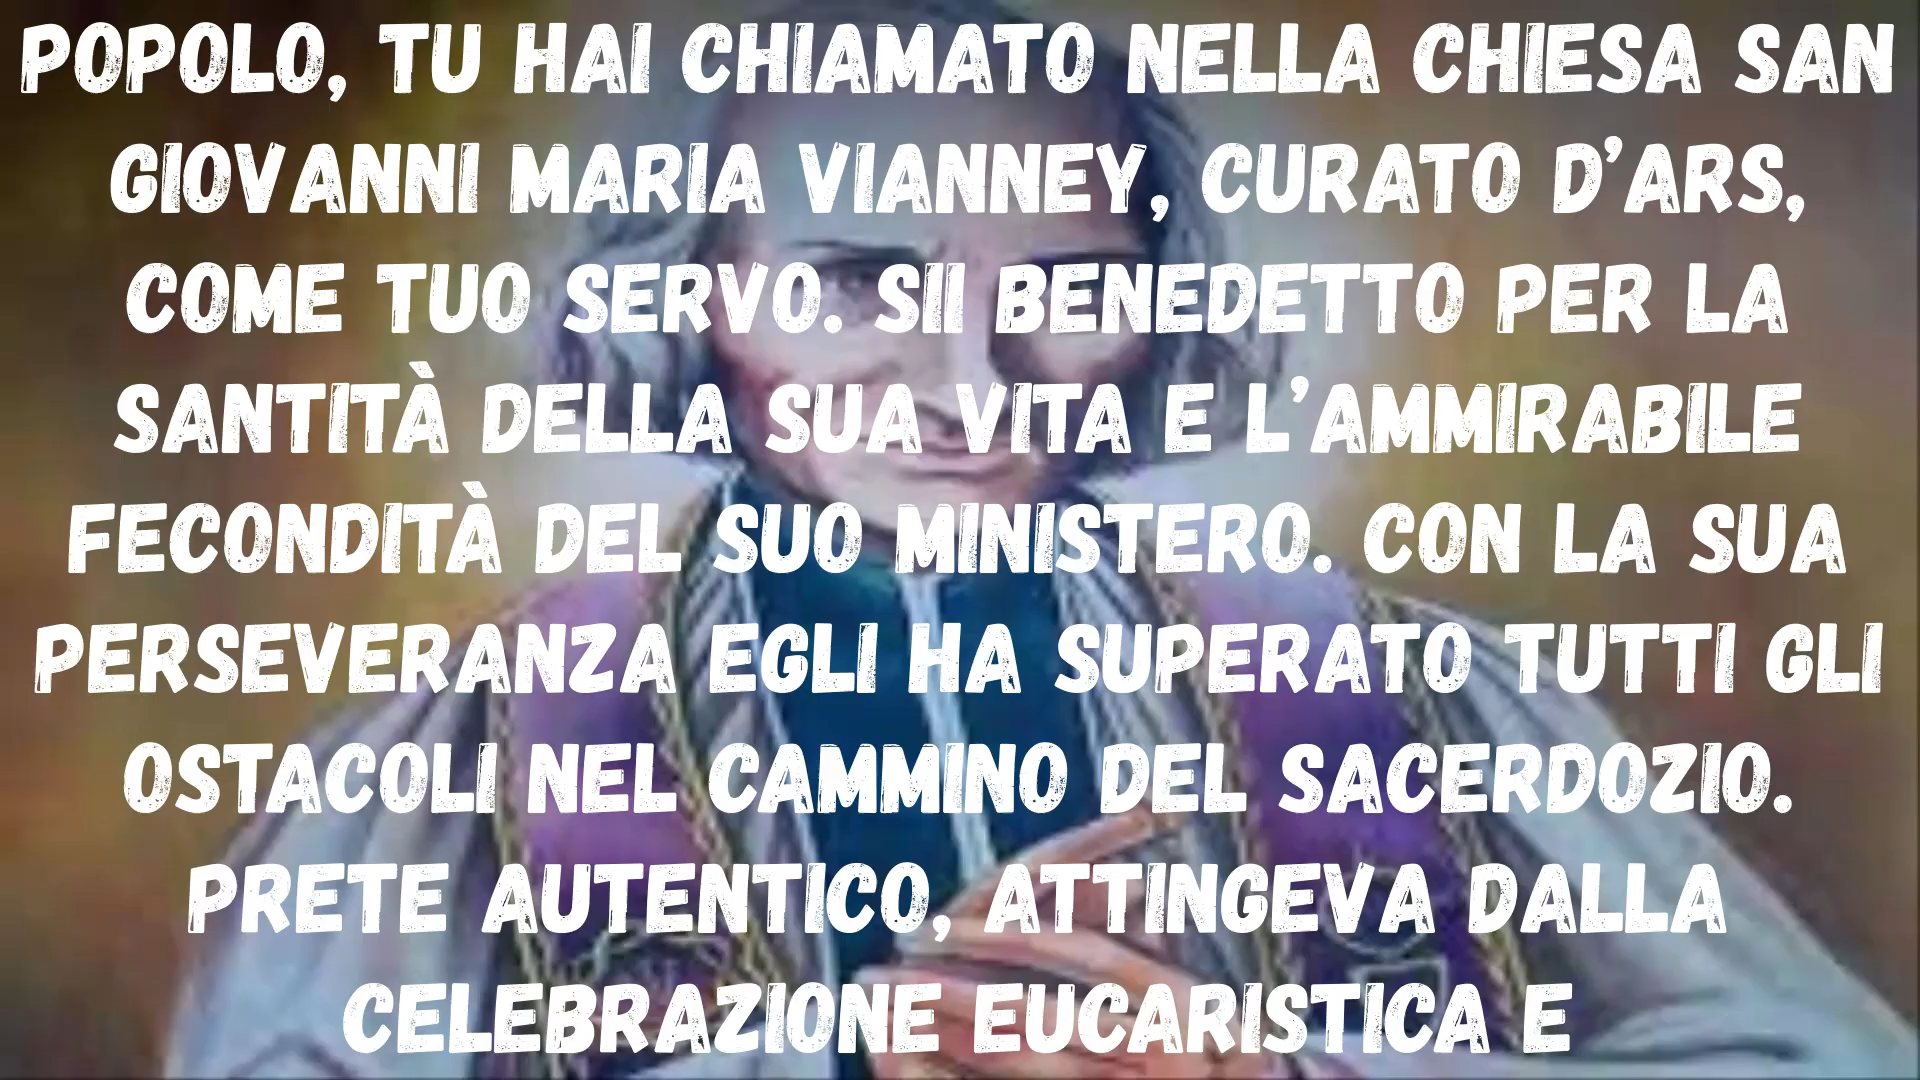 POPOLO, TU HAI CHIAMATO NELLA CHIESA SAN
GIOVANNI MARIA VIANNEY, CURATO D’ARS,
COME TUO SERVO. SII BENEDETTO PER LA
SANTITÀ DELLA SUA VITA E L’AMMIRABILE
FECONDITÀ DEL SUO MINISTERO. CON LA SUA
PERSEVERANZA EGLI HA SUPERATO TUTTI GLI
OSTACOLI NEL CAMMINO DEL SACERDOZIO.
PRETE AUTENTICO, ATTINGEVA DALLA
CELEBRAZIONE EUCARISTICA E